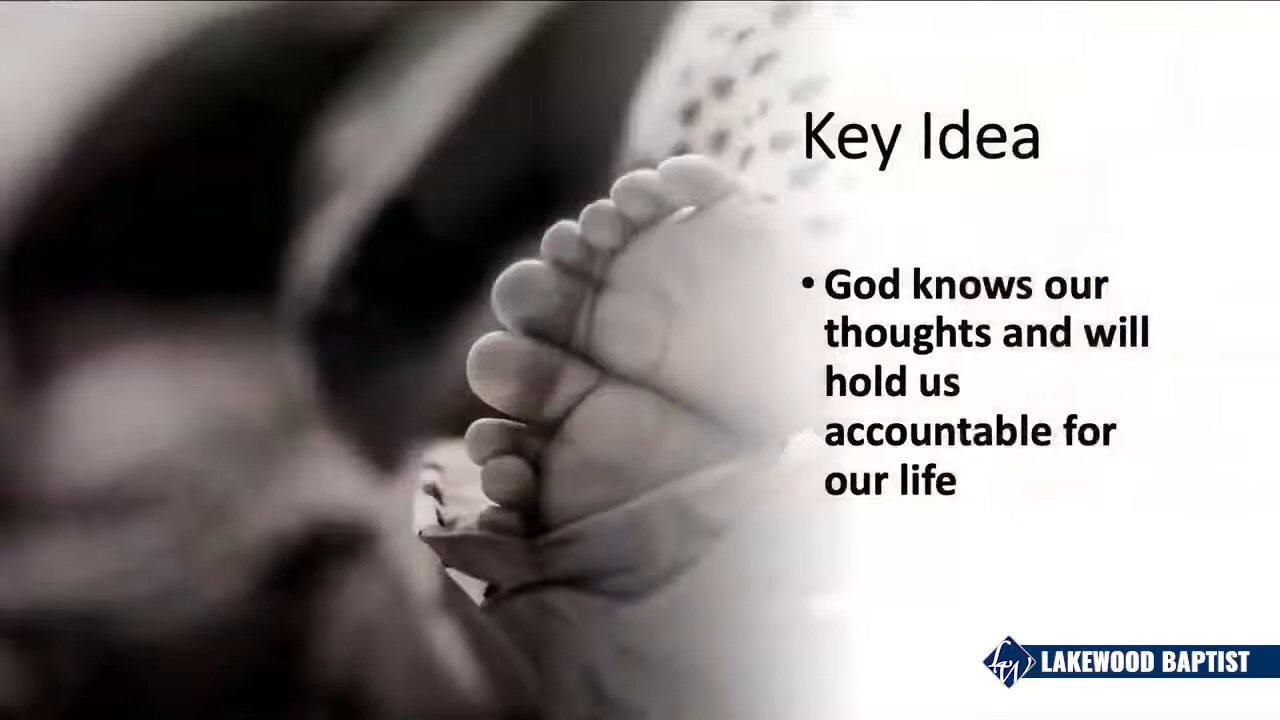 Key Idea
• God knows our
thoughts and will
hold us
accountable for
our life
LAKEWOOD BAPTIST